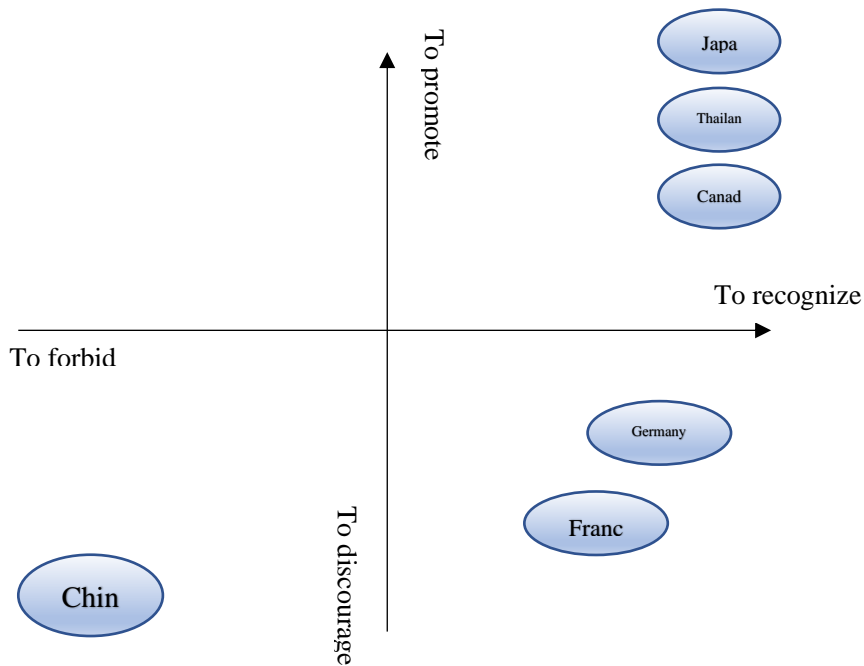 Japa
To promote
Thailan
Canad
To recognize
To forbid
Germany
Franc
To discourage
Chin